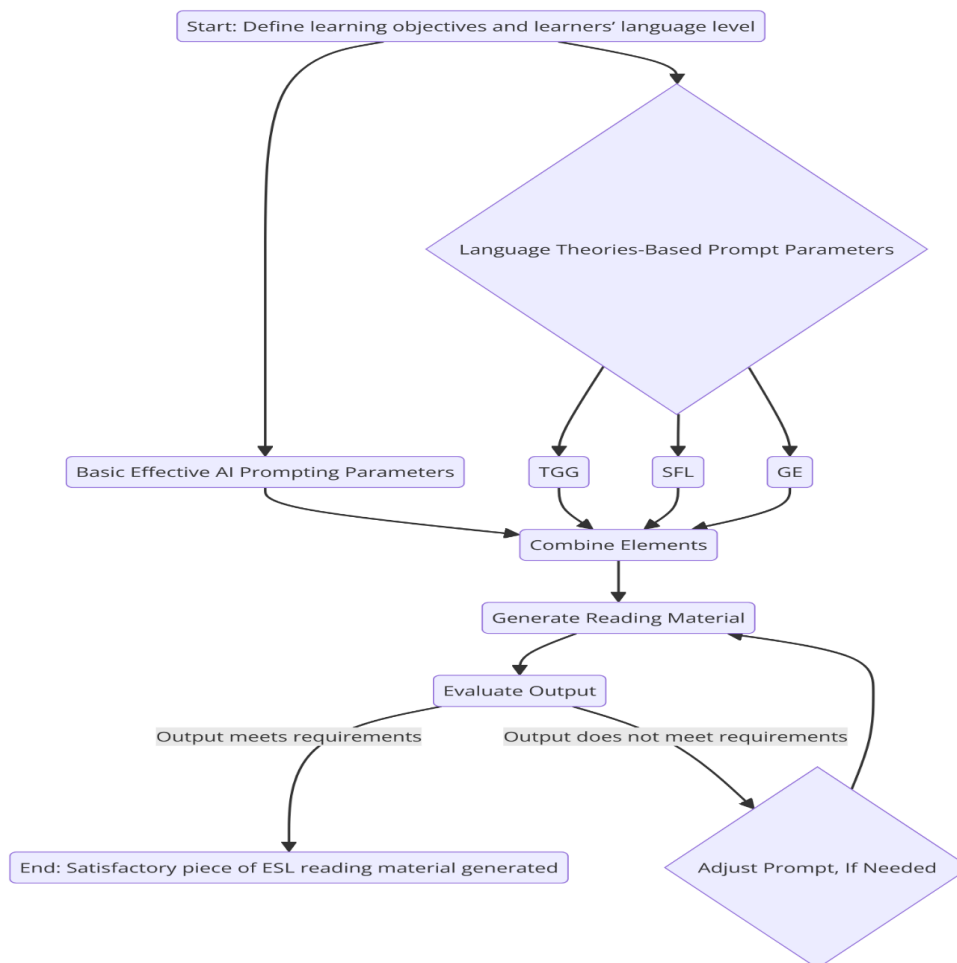 Start: Define learning objectives and learners’ language level
Language Theories-Based Prompt Parameters
Basic Effective AI Prompting Parameters
TGG
SFL
GE
Combine Elements
Generate Reading Material
Evaluate Output
Output meets requirements
Output does not meet requirements
End: Satisfactory piece of ESL reading material generated
Adjust Prompt, If Needed